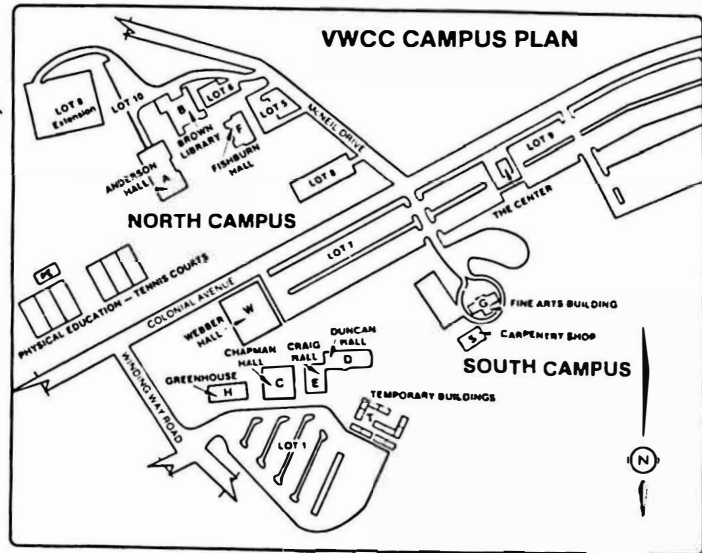 VWCC CAMPUS PLAN
LOT 8
Extension
LOT 10
B
LOT 6
LOT 5
MCNEIL DRIVE
BROWN
LIBRARY
F
FISHBURN
HALL
ANDERSON
HALL
A
LOT 8
LOT 9
THE CENTER
NORTH CAMPUS
LOT 7
PE
PHYSICAL EDUCATION — TENNIS COURTS
COLONIAL AVENUE
W
WEBBER
HALL
G
FINE ARTS BUILDING
S
CARPENTRY SHOP
SOUTH CAMPUS
DUNCAN
HALL
D
CRAIG
HALL
E
CHAPMAN
HALL
C
GREENHOUSE
H
WINDING WAY ROAD
TEMPORARY BUILDINGS
T
LOT 1
N